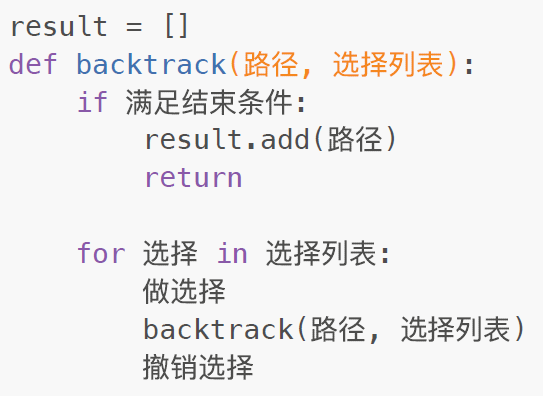 result = []
def backtrack(路径, 选择列表):
    if 满足结束条件:
        result.add(路径)
        return

    for 选择 in 选择列表:
        做选择
        backtrack(路径, 选择列表)
        撤销选择